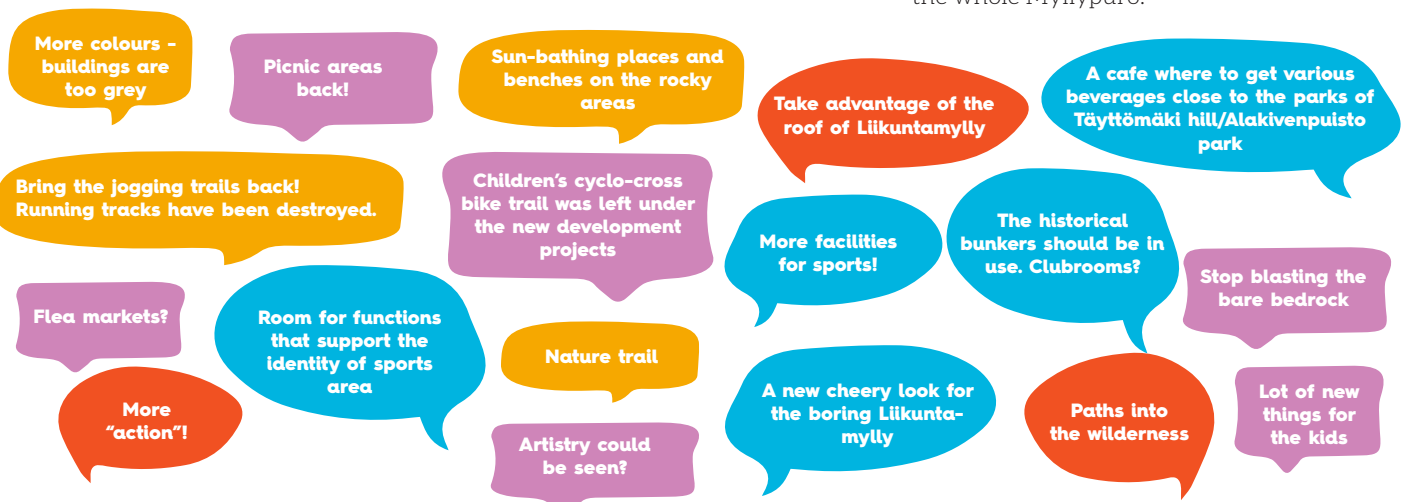 the whole Myllypuro.
More colours -
buildings are
too grey
Picnic areas
back!
Sun-bathing places and
benches on the rocky
areas
Take advantage of the
roof of Liikuntamylly
A cafe where to get various
beverages close to the parks of
Täyttömäki hill/Alakivenpuisto
park
Bring the jogging trails back!
Running tracks have been destroyed.
Children's cyclo-cross
bike trail was left under
the new development
projects
More facilities
for sports!
The historical
bunkers should be in
use. Clubrooms?
Stop blasting the
bare bedrock
Flea markets?
Room for functions
that support the
identity of sports
area
Nature trail
A new cheery look for
the boring Liikunta-
mylly
Paths into
the wilderness
Lot of new
things for
the kids
More
"action"!
Artistry could
be seen?